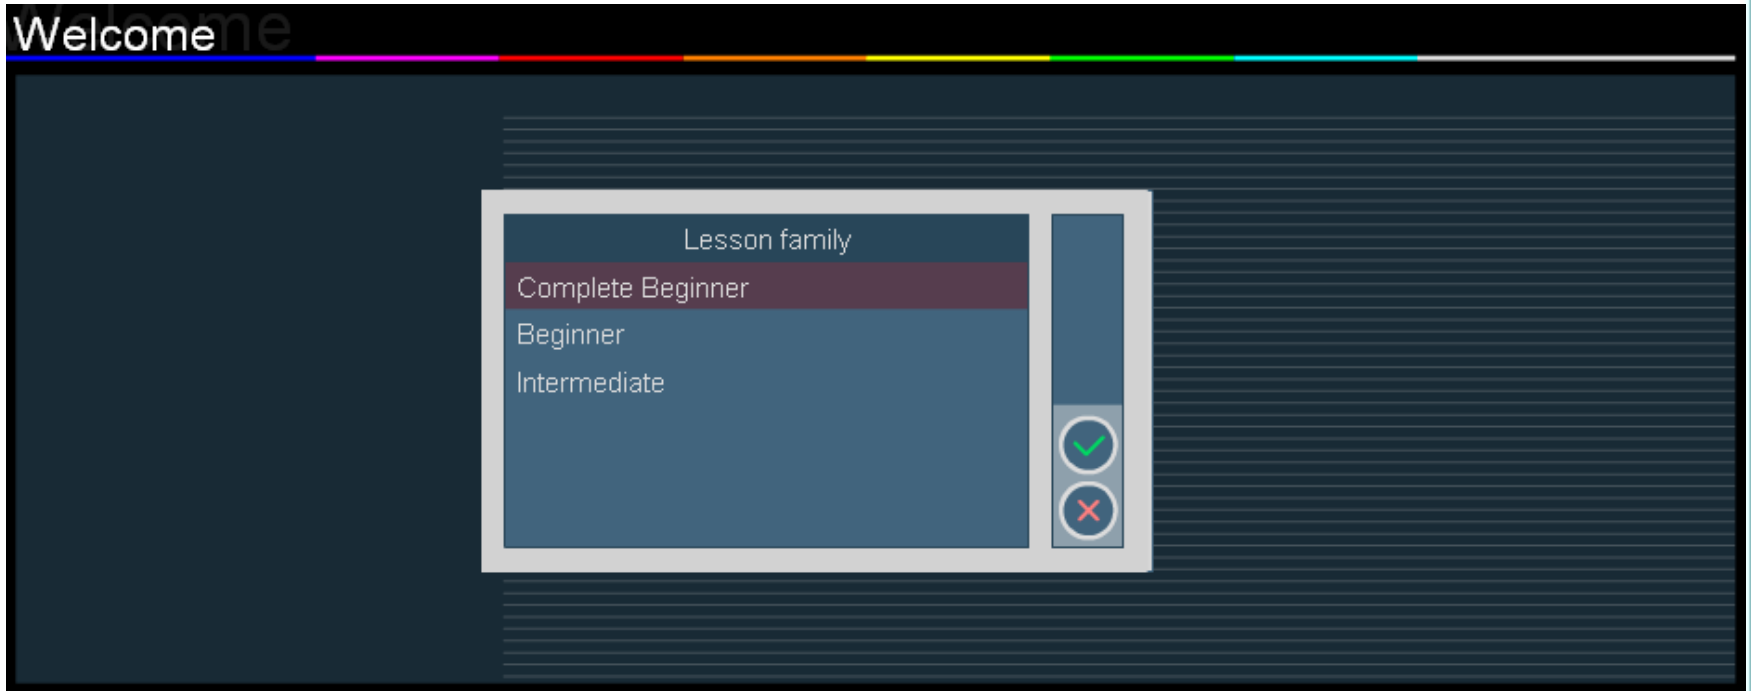 Welcome
Lesson family
Complete Beginner
Beginner
Intermediate